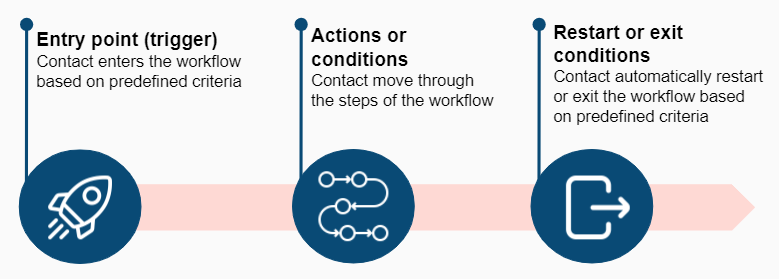 Entry point (trigger)
Contact enters the workflow
based on predefined criteria
Actions or
conditions
Contact move through
the steps of the workflow
Restart or exit
conditions
Contact automatically restart
or exit the workflow based
on predefined criteria